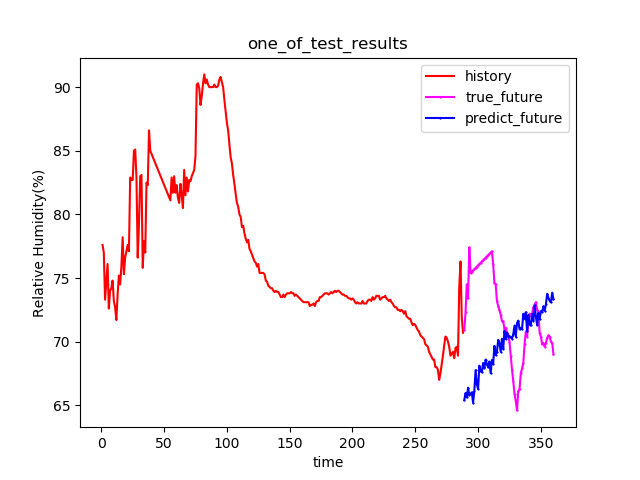 one_of_test_results
history
true_future
predict_future
Relative Humidity(%)
90
85
80
75
70
65
0 50 100 150 200 250 300 350
time